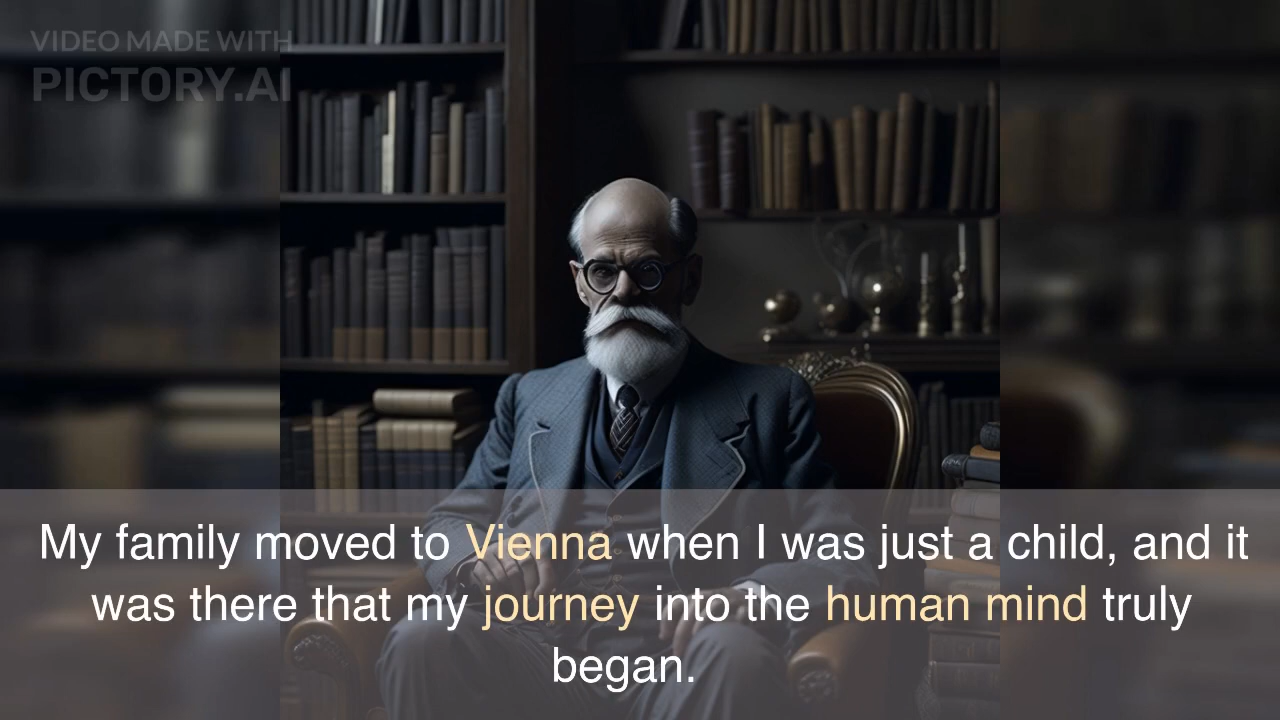 VIDEO MADE WITH
PICTORY.AI
My family moved to Vienna when I was just a child, and it
was there that my journey into the human mind truly
began.